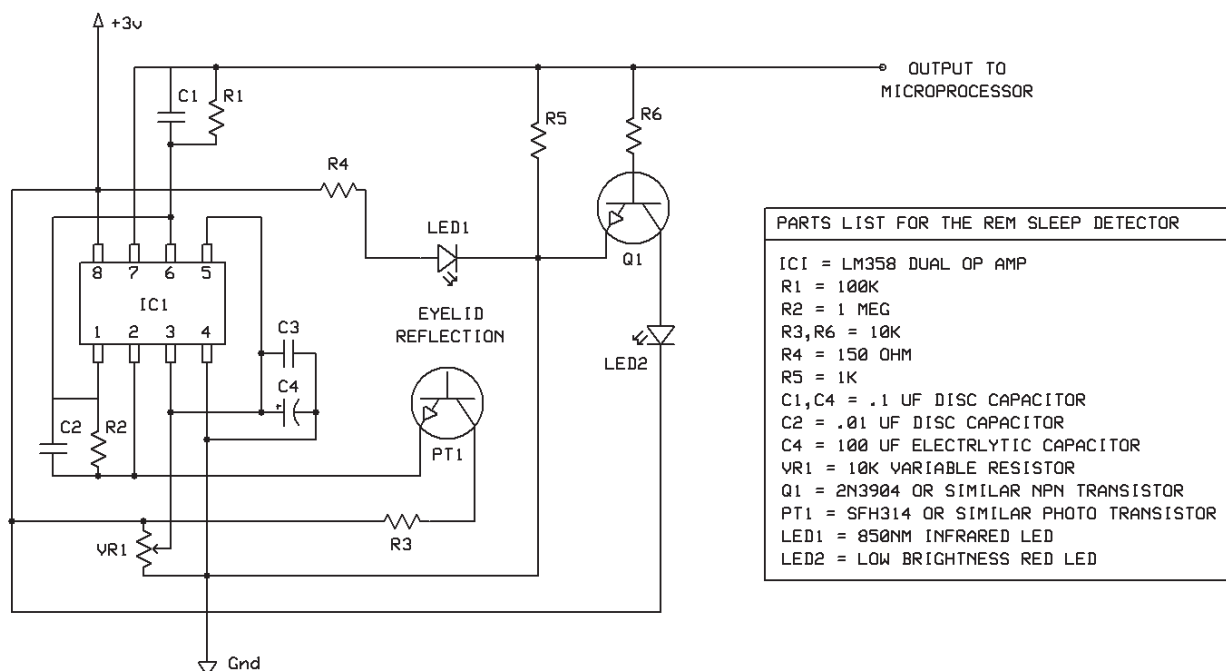 +3v
C1
R1
R5
R6
OUTPUT TO
MICROPROCESSOR
R4
LED1
EYELID
REFLECTION
Q1
LED2
8 7 6 5
IC1
1 2 3 4
C3
C4
+
C2
R2
PT1
R3
VR1
Gnd
PARTS LIST FOR THE REM SLEEP DETECTOR
ICI = LM358 DUAL OP AMP
R1 = 100K
R2 = 1 MEG
R3,R6 = 10K
R4 = 150 OHM
R5 = 1K
C1,C4 = .1 UF DISC CAPACITOR
C2 = .01 UF DISC CAPACITOR
C4 = 100 UF ELECTRLYTIC CAPACITOR
VR1 = 10K VARIABLE RESISTOR
Q1 = 2N3904 OR SIMILAR NPN TRANSISTOR
PT1 = SFH314 OR SIMILAR PHOTO TRANSISTOR
LED1 = 850NM INFRARED LED
LED2 = LOW BRIGHTNESS RED LED